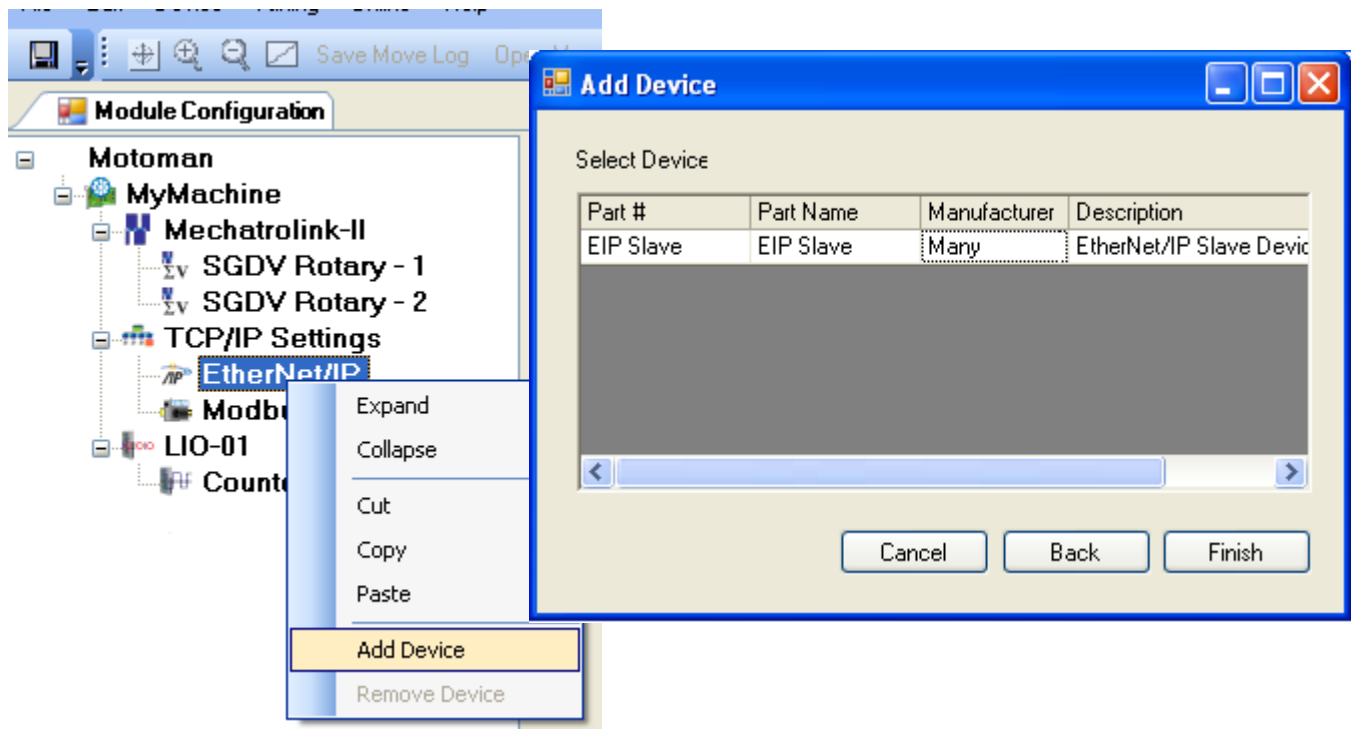 Save Move Log
Module Configuration
Motoman
MyMachine
Mechatrolink-II
SGDV Rotary - 1
SGDV Rotary - 2
TCP/IP Settings
EtherNet/IP
LIO-01
Expand
Collapse
Cut
Copy
Paste
Add Device
Remove Device
Add Device
Select Device
Part # Part Name Manufacturer Description
EIP Slave EIP Slave Many EtherNet/IP Slave Devic
Cancel Back Finish